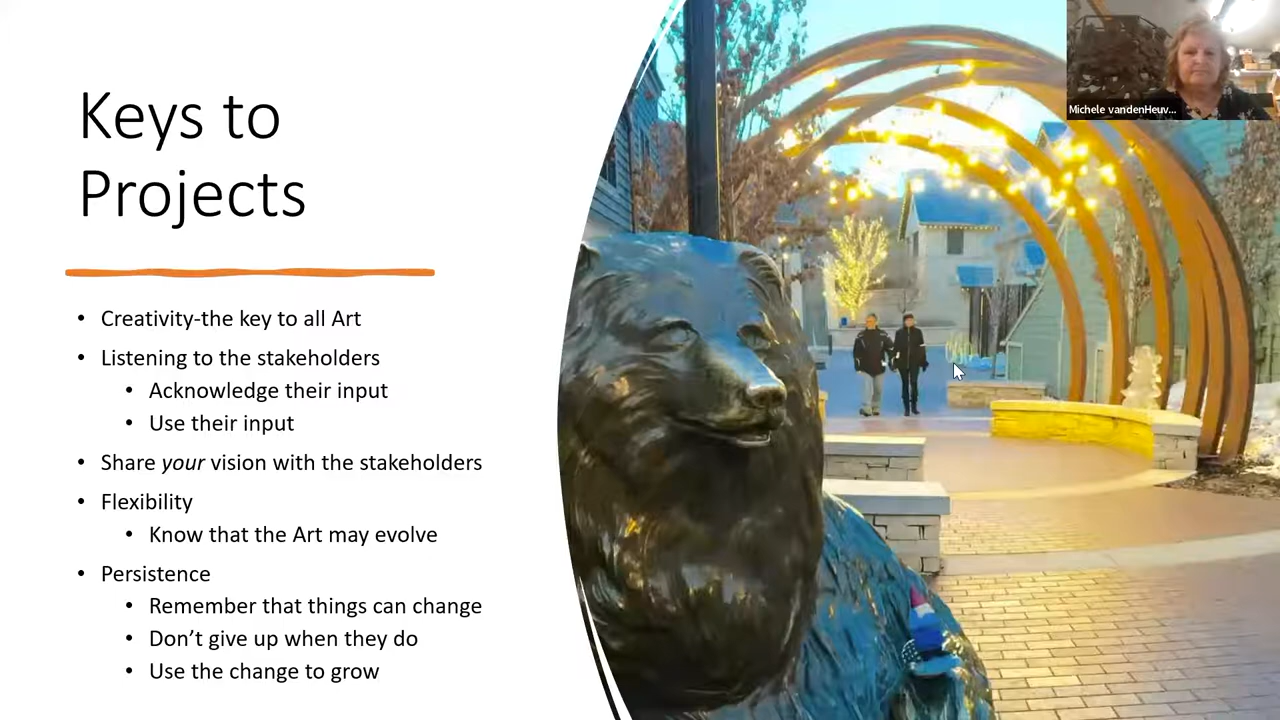 Keys to
Projects
• Creativity-the key to all Art
• Listening to the stakeholders
• Acknowledge their input
• Use their input
• Share your vision with the stakeholders
• Flexibility
• Know that the Art may evolve
• Persistence
• Remember that things can change
• Don’t give up when they do
• Use the change to grow
Michele vandenHeuv...